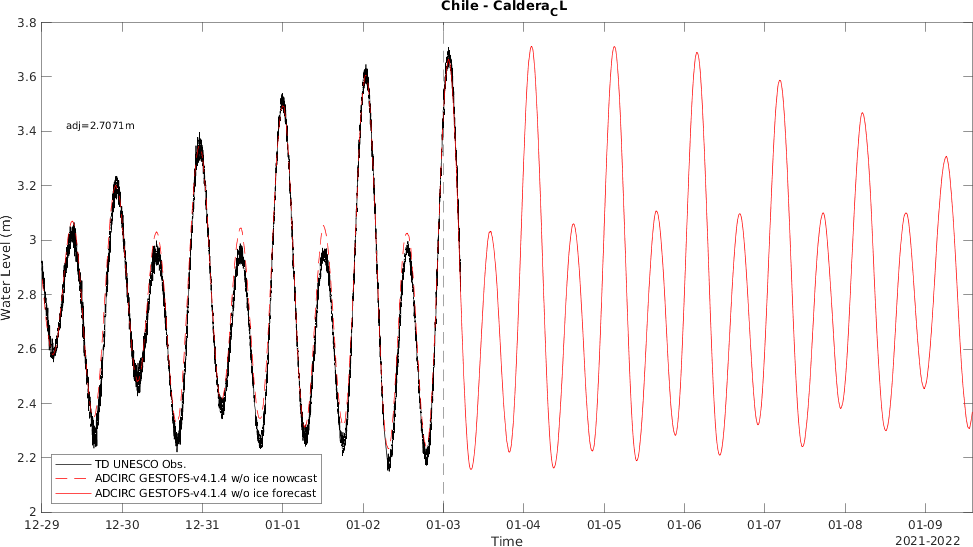 Chile - Caldera_CL
3.8
3.6
3.4
3.2
3
2.8
2.6
2.4
2.2
2
Water Level (m)
adj=2.7071m
TD UNESCO Obs.
ADCIRC GESTOFS-v4.1.4 w/o ice nowcast
ADCIRC GESTOFS-v4.1.4 w/o ice forecast
12-29 12-30 12-31 01-01 01-02 01-03 01-04 01-05 01-06 01-07 01-08 01-09
Time
2021-2022